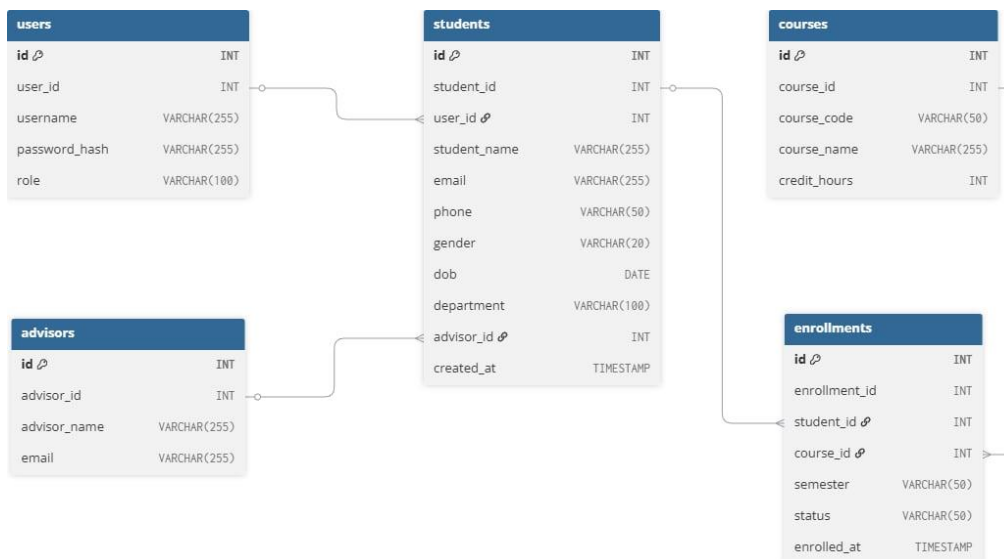 users
id INT
user_id INT
username VARCHAR(255)
password_hash VARCHAR(255)
role VARCHAR(100)
students
id INT
student_id INT
user_id INT
student_name VARCHAR(255)
email VARCHAR(255)
phone VARCHAR(50)
gender VARCHAR(20)
dob DATE
department VARCHAR(100)
advisor_id INT
created_at TIMESTAMP
courses
id INT
course_id INT
course_code VARCHAR(50)
course_name VARCHAR(255)
credit_hours INT
advisors
id INT
advisor_id INT
advisor_name VARCHAR(255)
email VARCHAR(255)
enrollments
id INT
enrollment_id INT
student_id INT
course_id INT
semester VARCHAR(50)
status VARCHAR(50)
enrolled_at TIMESTAMP